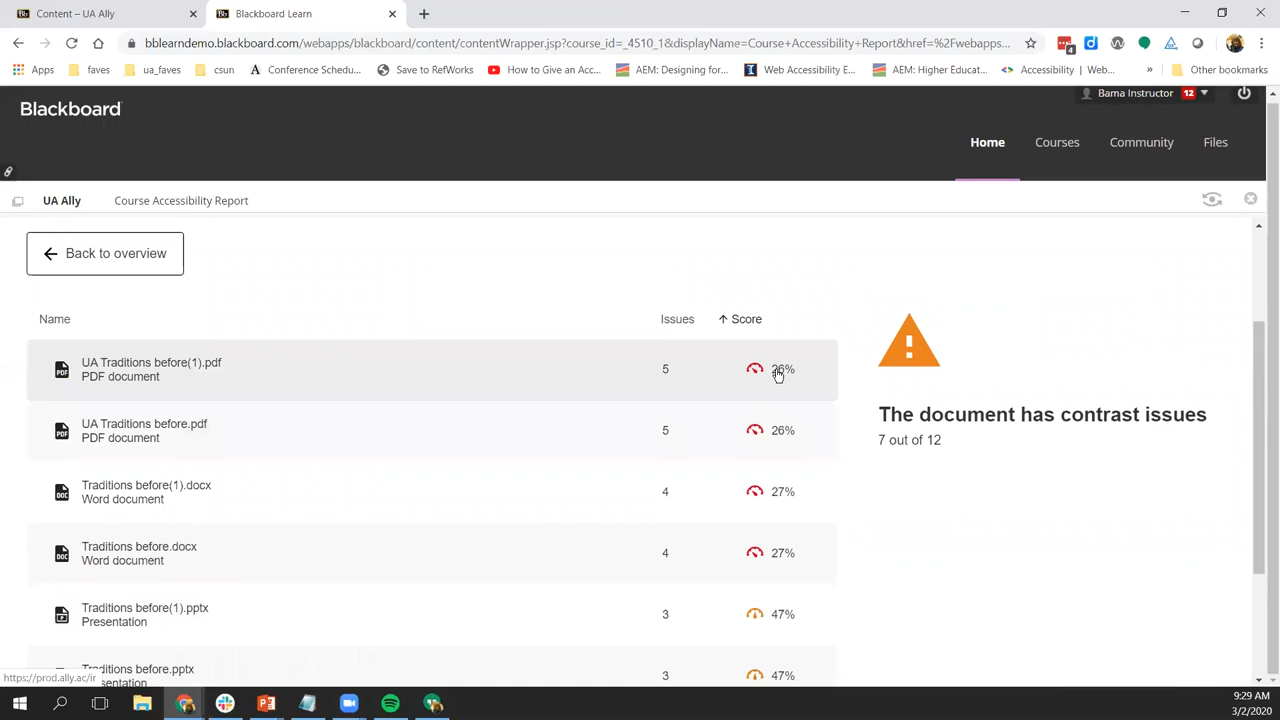 Content – UA Ally
Blackboard Learn
bblearndemo.blackboard.com/webapps/blackboard/content/contentWrapper.jsp?course_id=_4510_1&displayName=Course+Accessibility+Report&href=%2Fwebapps...
4
Apps
faves
ua_faves
csun
Conference Schedu...
Save to RefWorks
How to Give an Acc...
AEM: Designing for...
Web Accessibility E...
AEM: Higher Educat...
Accessibility | Web...
»
Other bookmarks
Blackboard
Bama Instructor 12
Home
Courses
Community
Files
UA Ally
Course Accessibility Report
Back to overview
Name
Issues
Score
UA Traditions before(1).pdf
PDF document
5
26%
UA Traditions before.pdf
PDF document
5
26%
Traditions before(1).docx
Word document
4
27%
Traditions before.docx
Word document
4
27%
Traditions before(1).pptx
Presentation
3
47%
Traditions before.pptx
Presentation
3
47%
The document has contrast issues
7 out of 12
https://prod.ally.ac/ir
9:29 AM
3/2/2020